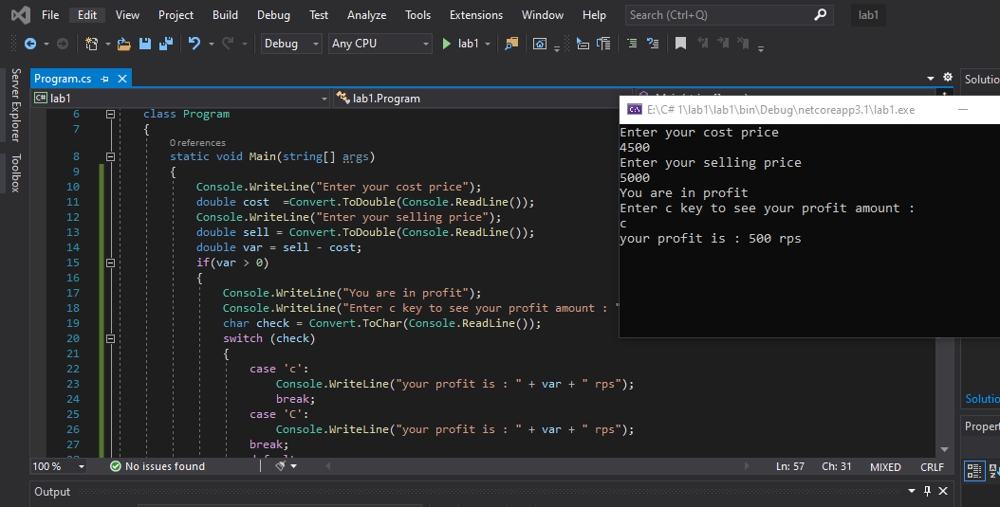 File Edit View Project Build Debug Test Analyze Tools Extensions Window Help Search (Ctrl+Q) lab1
Debug Any CPU lab1
Server Explorer
Toolbox
Program.cs
C# lab1 lab1.Program
6 class Program
7 {
0 references
8 static void Main(string[] args)
9 {
10 Console.WriteLine("Enter your cost price");
11 double cost  =Convert.ToDouble(Console.ReadLine());
12 Console.WriteLine("Enter your selling price");
13 double sell = Convert.ToDouble(Console.ReadLine());
14 double var = sell - cost;
15 if(var > 0)
16 {
17 Console.WriteLine("You are in profit");
18 Console.WriteLine("Enter c key to see your profit amount : "
19 char check = Convert.ToChar(Console.ReadLine());
20 switch (check)
21 {
22 case 'c':
23 Console.WriteLine("your profit is : " + var + " rps");
24 break;
25 case 'C':
26 Console.WriteLine("your profit is : " + var + " rps");
27 break;
100 % No issues found Ln: 57 Ch: 31 MIXED CRLF
Output
E:\C# 1\lab1\lab1\bin\Debug\netcoreapp3.1\lab1.exe
Enter your cost price
4500
Enter your selling price
5000
You are in profit
Enter c key to see your profit amount :
c
your profit is : 500 rps
Solutio
Solutio
Propert